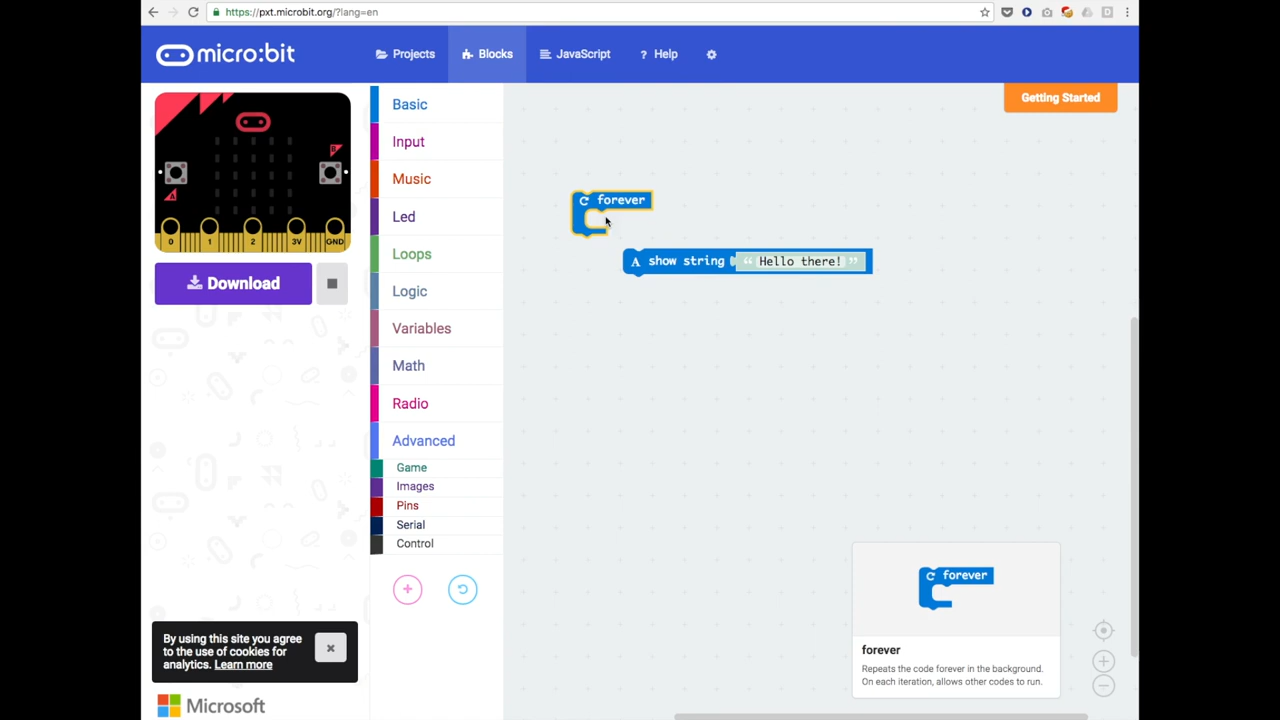 https://pxt.microbit.org/?lang=en
micro:bit
Projects
Blocks
JavaScript
? Help
Getting Started
A
B
0 1 2 3V GND
Download
Basic
Input
Music
Led
Loops
Logic
Variables
Math
Radio
Advanced
Game
Images
Pins
Serial
Control
forever
A show string “ Hello there! ”
forever
forever
Repeats the code forever in the background.
On each iteration, allows other codes to run.
By using this site you agree
to the use of cookies for
analytics. Learn more
Microsoft